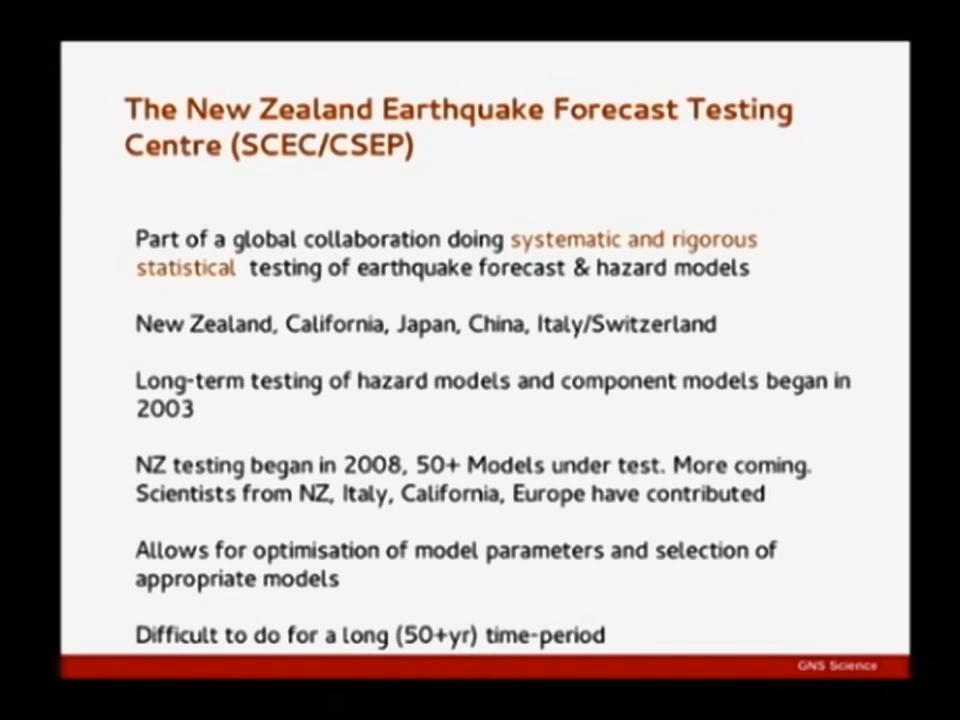 The New Zealand Earthquake Forecast Testing
Centre (SCEC/CSEP)
Part of a global collaboration doing systematic and rigorous
statistical testing of earthquake forecast & hazard models
New Zealand, California, Japan, China, Italy/Switzerland
Long-term testing of hazard models and component models began in
2003
NZ testing began in 2008, 50+ Models under test. More coming.
Scientists from NZ, Italy, California, Europe have contributed
Allows for optimisation of model parameters and selection of
appropriate models
Difficult to do for a long (50+yr) time-period
GNS Science